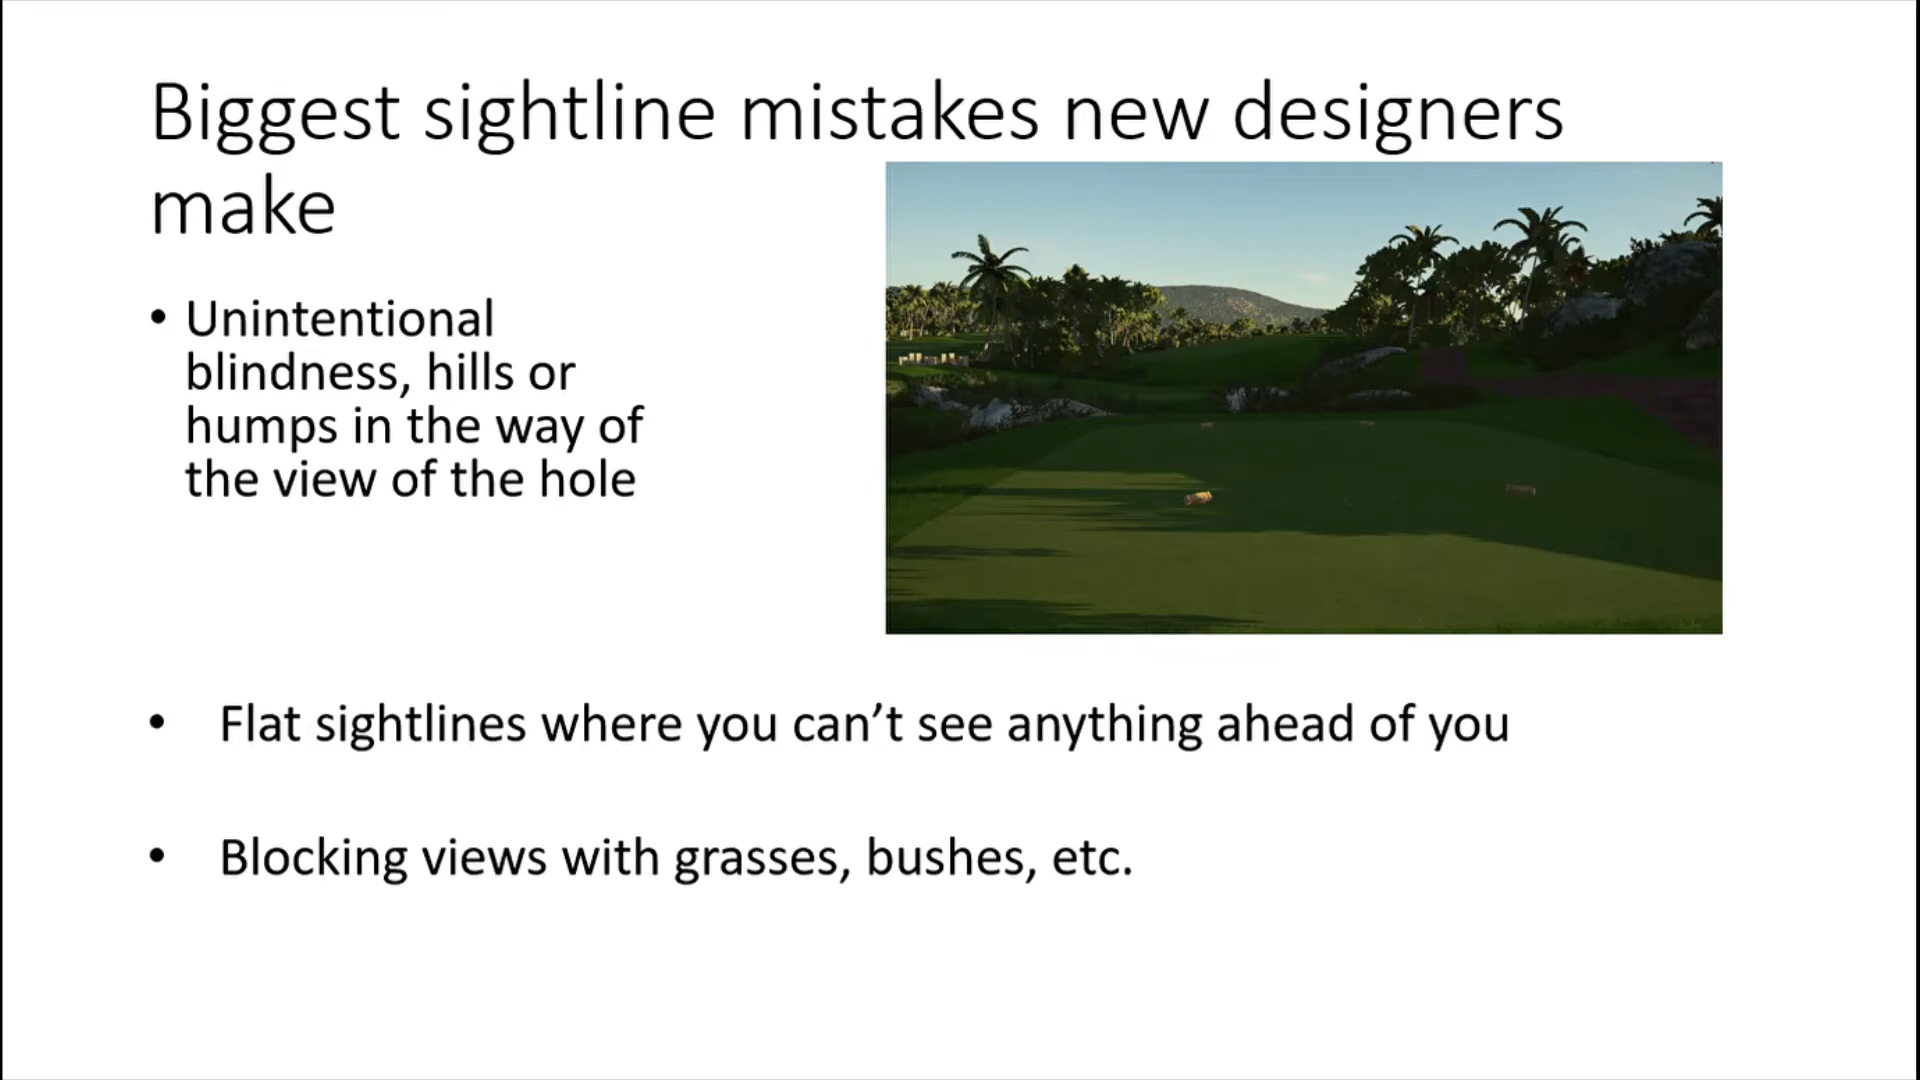 Biggest sightline mistakes new designers
make
• Unintentional
blindness, hills or
humps in the way of
the view of the hole
• Flat sightlines where you can’t see anything ahead of you
• Blocking views with grasses, bushes, etc.